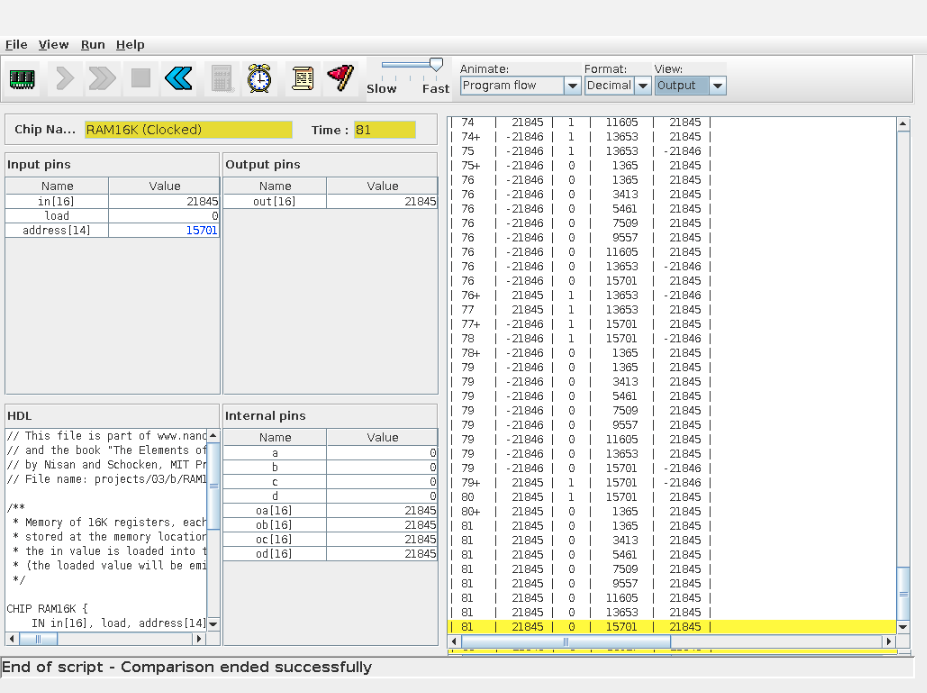 File View Run Help
Slow Fast
Animate: Format: View:
Program flow Decimal Output
Chip Na... RAM16K (Clocked) Time : 81
Input pins
Name Value
in[16] 21845
load 0
address[14] 15701
Output pins
Name Value
out[16] 21845
HDL
// This file is part of www.nand
// and the book "The Elements of
// by Nisan and Schocken, MIT Pr
// File name: projects/03/b/RAM1
/**
* Memory of 16K registers, each
* stored at the memory location
* the in value is loaded into t
* (the loaded value will be emi
*/
CHIP RAM16K {
IN in[16], load, address[14]
Internal pins
Name Value
a 0
b 0
c 0
d 0
oa[16] 21845
ob[16] 21845
oc[16] 21845
od[16] 21845
| 74 | 21845 | 1 | 11605 | 21845 |
| 74+ | -21846 | 1 | 13653 | 21845 |
| 75 | -21846 | 1 | 13653 | -21846 |
| 75+ | -21846 | 0 | 1365 | 21845 |
| 76 | -21846 | 0 | 1365 | 21845 |
| 76 | -21846 | 0 | 3413 | 21845 |
| 76 | -21846 | 0 | 5461 | 21845 |
| 76 | -21846 | 0 | 7509 | 21845 |
| 76 | -21846 | 0 | 9557 | 21845 |
| 76 | -21846 | 0 | 11605 | 21845 |
| 76 | -21846 | 0 | 13653 | -21846 |
| 76 | -21846 | 0 | 15701 | 21845 |
| 76+ | 21845 | 1 | 13653 | -21846 |
| 77 | 21845 | 1 | 13653 | 21845 |
| 77+ | -21846 | 1 | 15701 | 21845 |
| 78 | -21846 | 1 | 15701 | -21846 |
| 78+ | -21846 | 0 | 1365 | 21845 |
| 79 | -21846 | 0 | 1365 | 21845 |
| 79 | -21846 | 0 | 3413 | 21845 |
| 79 | -21846 | 0 | 5461 | 21845 |
| 79 | -21846 | 0 | 7509 | 21845 |
| 79 | -21846 | 0 | 9557 | 21845 |
| 79 | -21846 | 0 | 11605 | 21845 |
| 79 | -21846 | 0 | 13653 | 21845 |
| 79 | -21846 | 0 | 15701 | -21846 |
| 79+ | 21845 | 1 | 15701 | -21846 |
| 80 | 21845 | 1 | 15701 | 21845 |
| 80+ | 21845 | 0 | 1365 | 21845 |
| 81 | 21845 | 0 | 1365 | 21845 |
| 81 | 21845 | 0 | 3413 | 21845 |
| 81 | 21845 | 0 | 5461 | 21845 |
| 81 | 21845 | 0 | 7509 | 21845 |
| 81 | 21845 | 0 | 9557 | 21845 |
| 81 | 21845 | 0 | 11605 | 21845 |
| 81 | 21845 | 0 | 13653 | 21845 |
| 81 | 21845 | 0 | 15701 | 21845 |
End of script - Comparison ended successfully